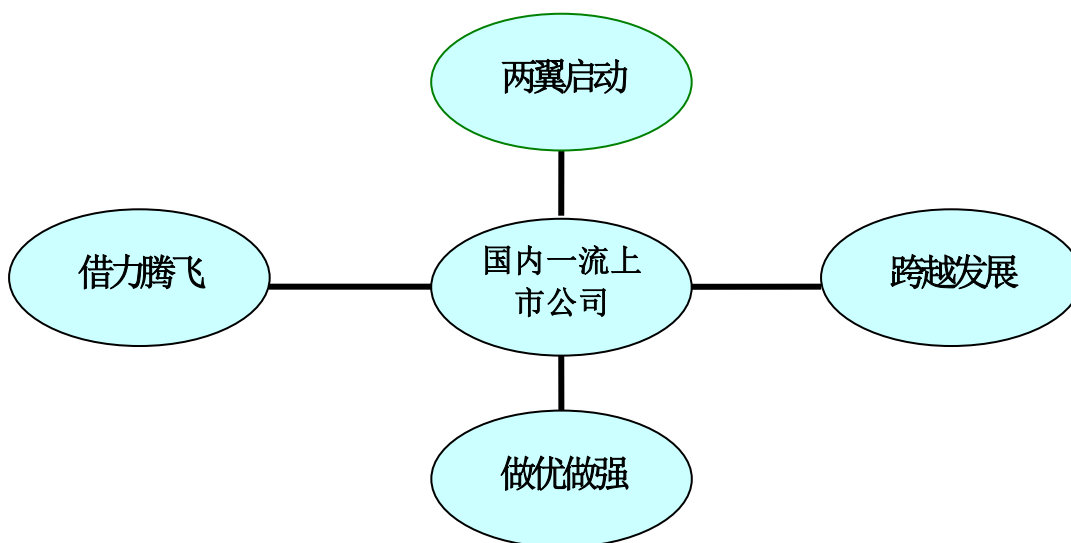 两翼启动
借力腾飞
国内一流上
市公司
跨越发展
做优做强